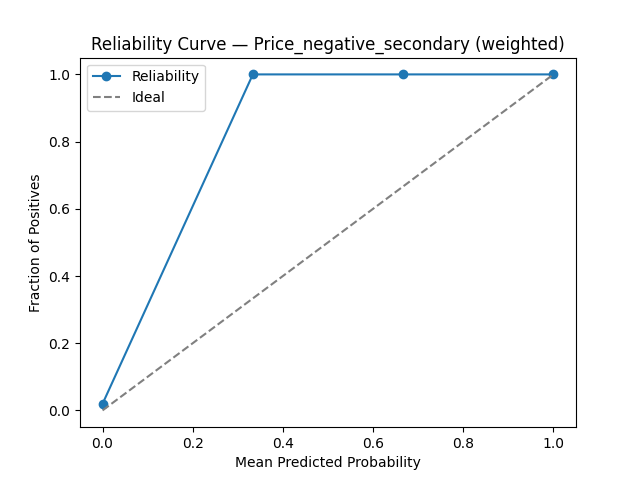 Reliability Curve — Price_negative_secondary (weighted)
Reliability
Ideal
Fraction of Positives
1.0
0.8
0.6
0.4
0.2
0.0
0.0 0.2 0.4 0.6 0.8 1.0
Mean Predicted Probability